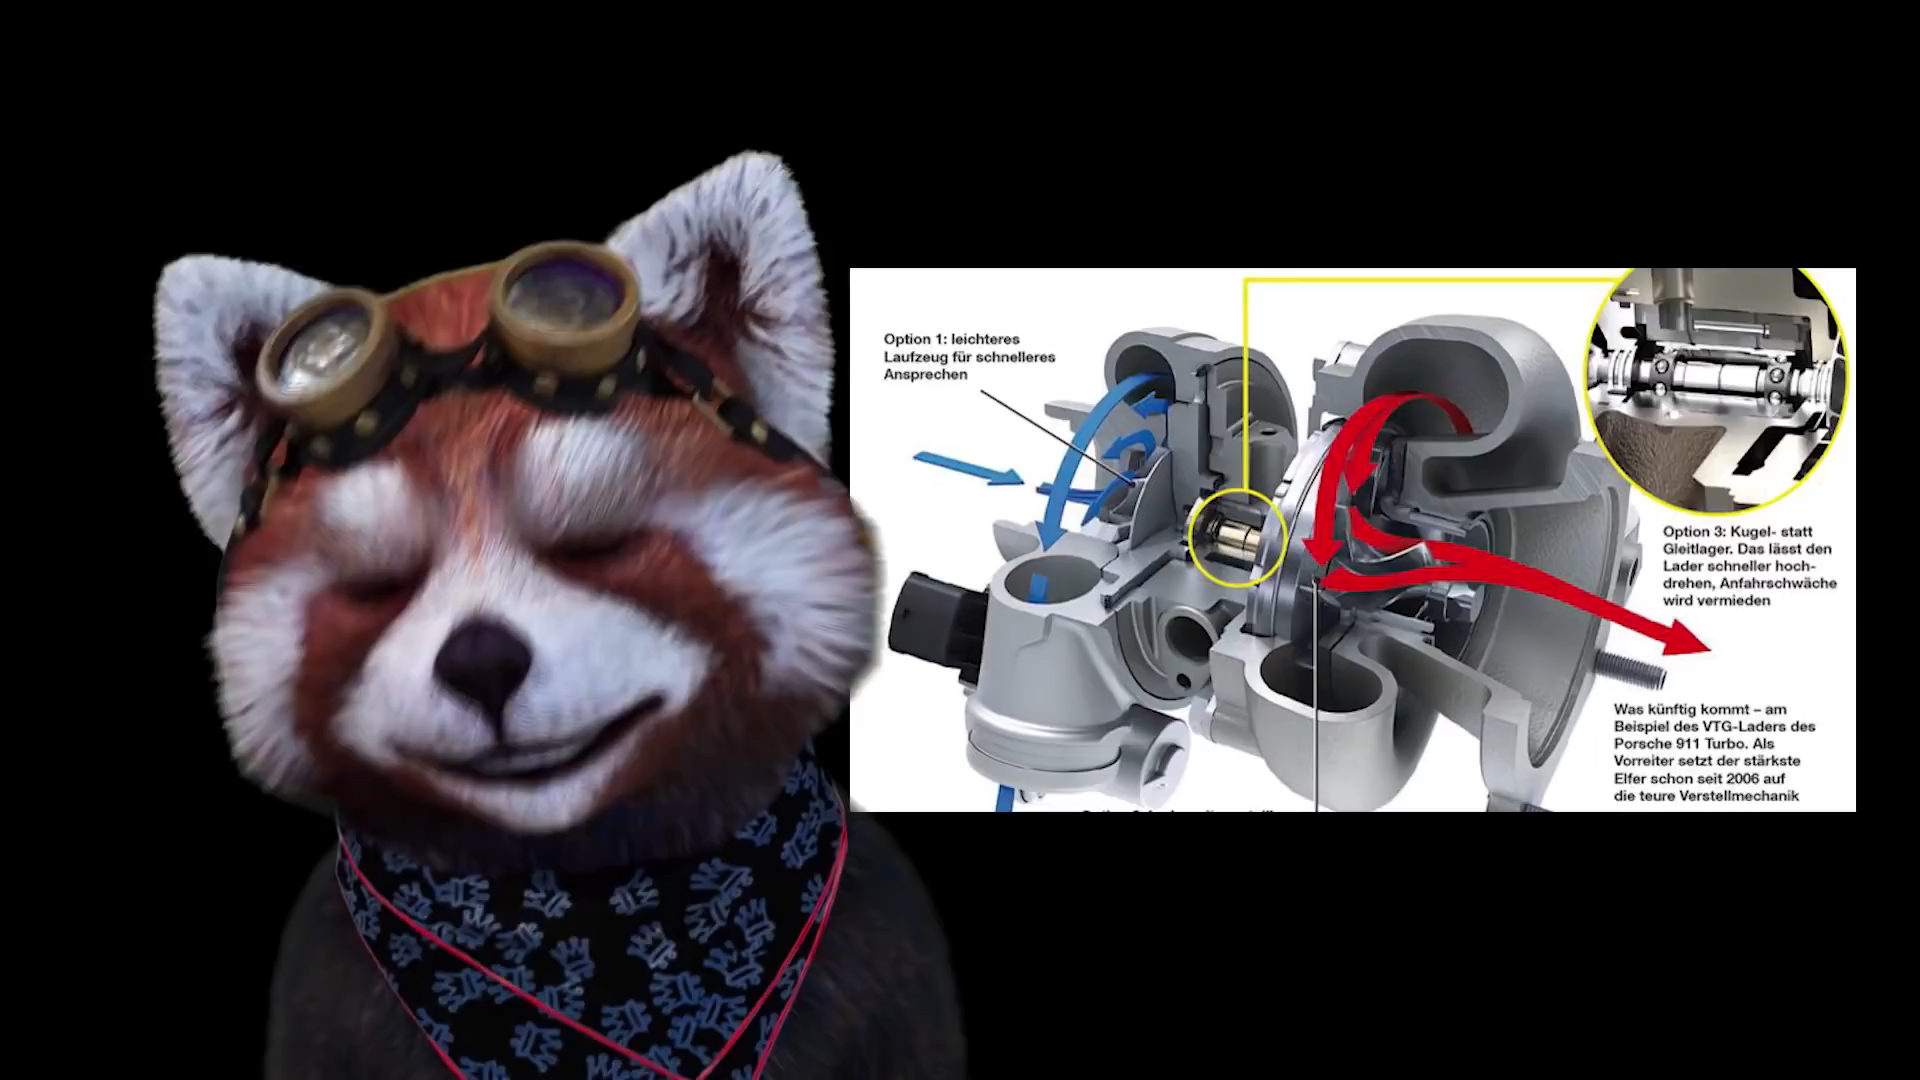 Option 1: leichteres
Laufzeug für schnelleres
Ansprechen
Option 3: Kugel- statt
Gleitlager. Das lässt den
Lader schneller hoch-
drehen, Anfahrschwäche
wird vermieden
Was künftig kommt – am
Beispiel des VTG-Laders des
Porsche 911 Turbo. Als
Vorreiter setzt der stärkste
Elfer schon seit 2006 auf
die teure Verstellmechanik